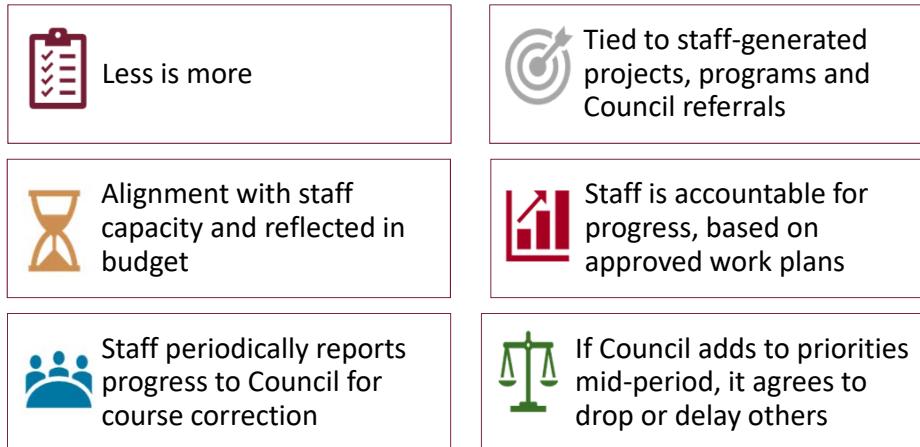 Less is more
Tied to staff-generated
projects, programs and
Council referrals
Alignment with staff
capacity and reflected in
budget
Staff is accountable for
progress, based on
approved work plans
Staff periodically reports
progress to Council for
course correction
If Council adds to priorities
mid-period, it agrees to
drop or delay others